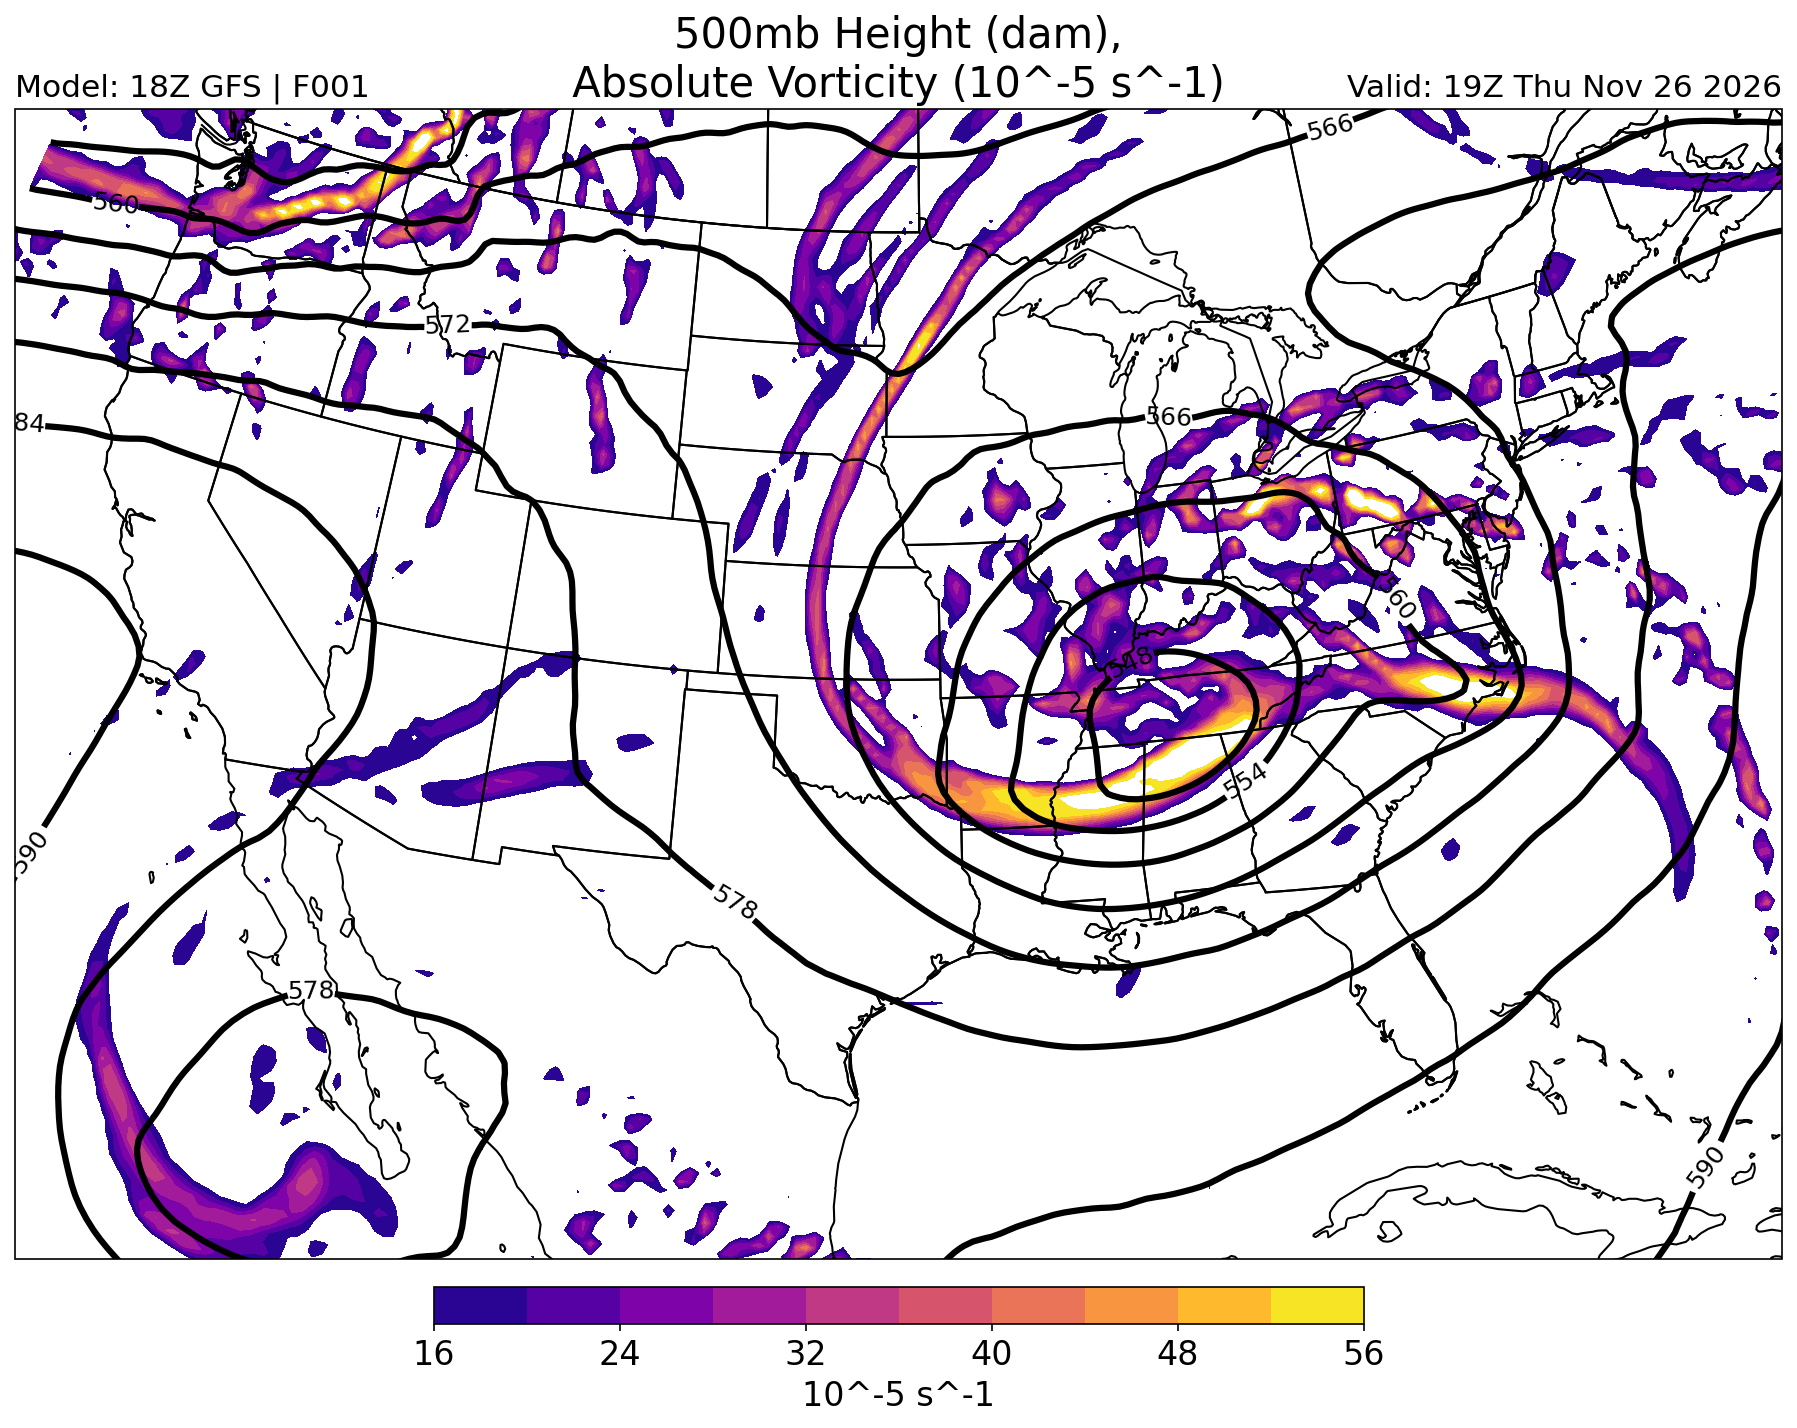 500mb Height (dam),
Model: 18Z GFS | F001
Absolute Vorticity (10^-5 s^-1)
Valid: 19Z Thu Nov 26 2026
566
560
572
84
566
560
548
554
590
578
578
590
16 24 32 40 48 56
10^-5 s^-1